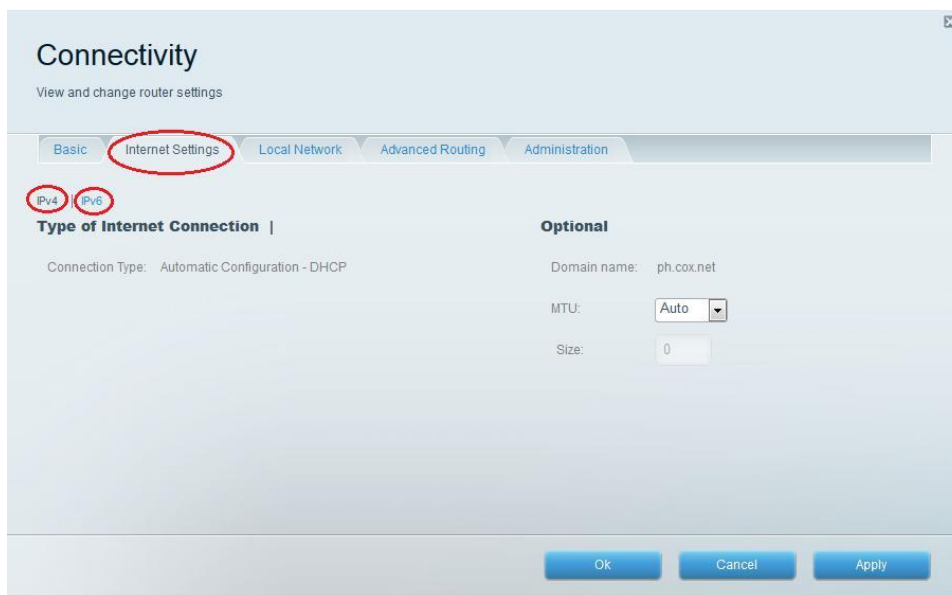 Connectivity
View and change router settings
Basic Internet Settings Local Network Advanced Routing Administration
IPv4 | IPv6
Type of Internet Connection |
Connection Type: Automatic Configuration - DHCP
Optional
Domain name: ph.cox.net
MTU: Auto
Size: 0
Ok Cancel Apply